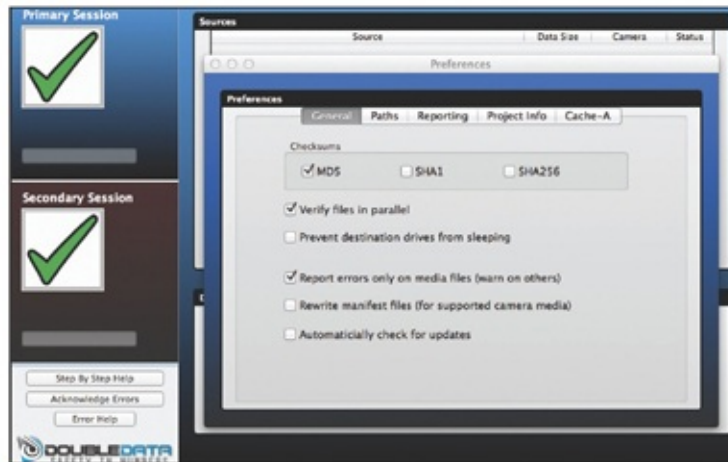 Primary Session
Secondary Session
Step By Step Help
Acknowledge Errors
Error Help
DOUBLEDATA
SAFETY IN NUMBERS
Sources
Source Data Size Camera Status
Preferences
Preferences
General Paths Reporting Project Info Cache-A
Checksums
MD5 SHA1 SHA256
Verify files in parallel
Prevent destination drives from sleeping
Report errors only on media files (warn on others)
Rewrite manifest files (for supported camera media)
Automaticially check for updates